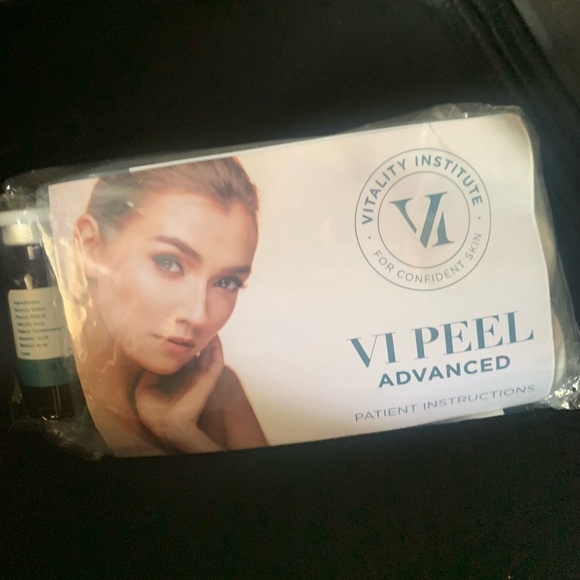 VITALITY INSTITUTE
VI
FOR CONFIDENT SKIN
VI PEEL
ADVANCED
PATIENT INSTRUCTIONS